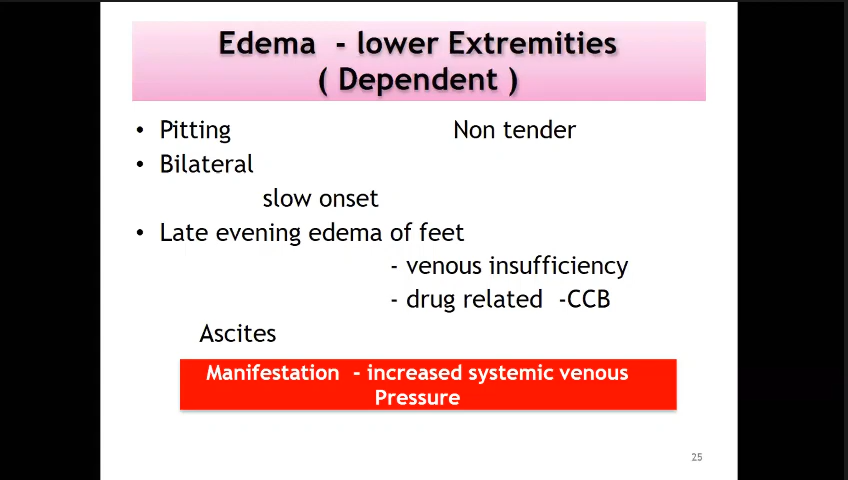 Edema - lower Extremities
( Dependent )
• Pitting Non tender
• Bilateral
slow onset
• Late evening edema of feet
- venous insufficiency
- drug related -CCB
Ascites
Manifestation - increased systemic venous
Pressure
25